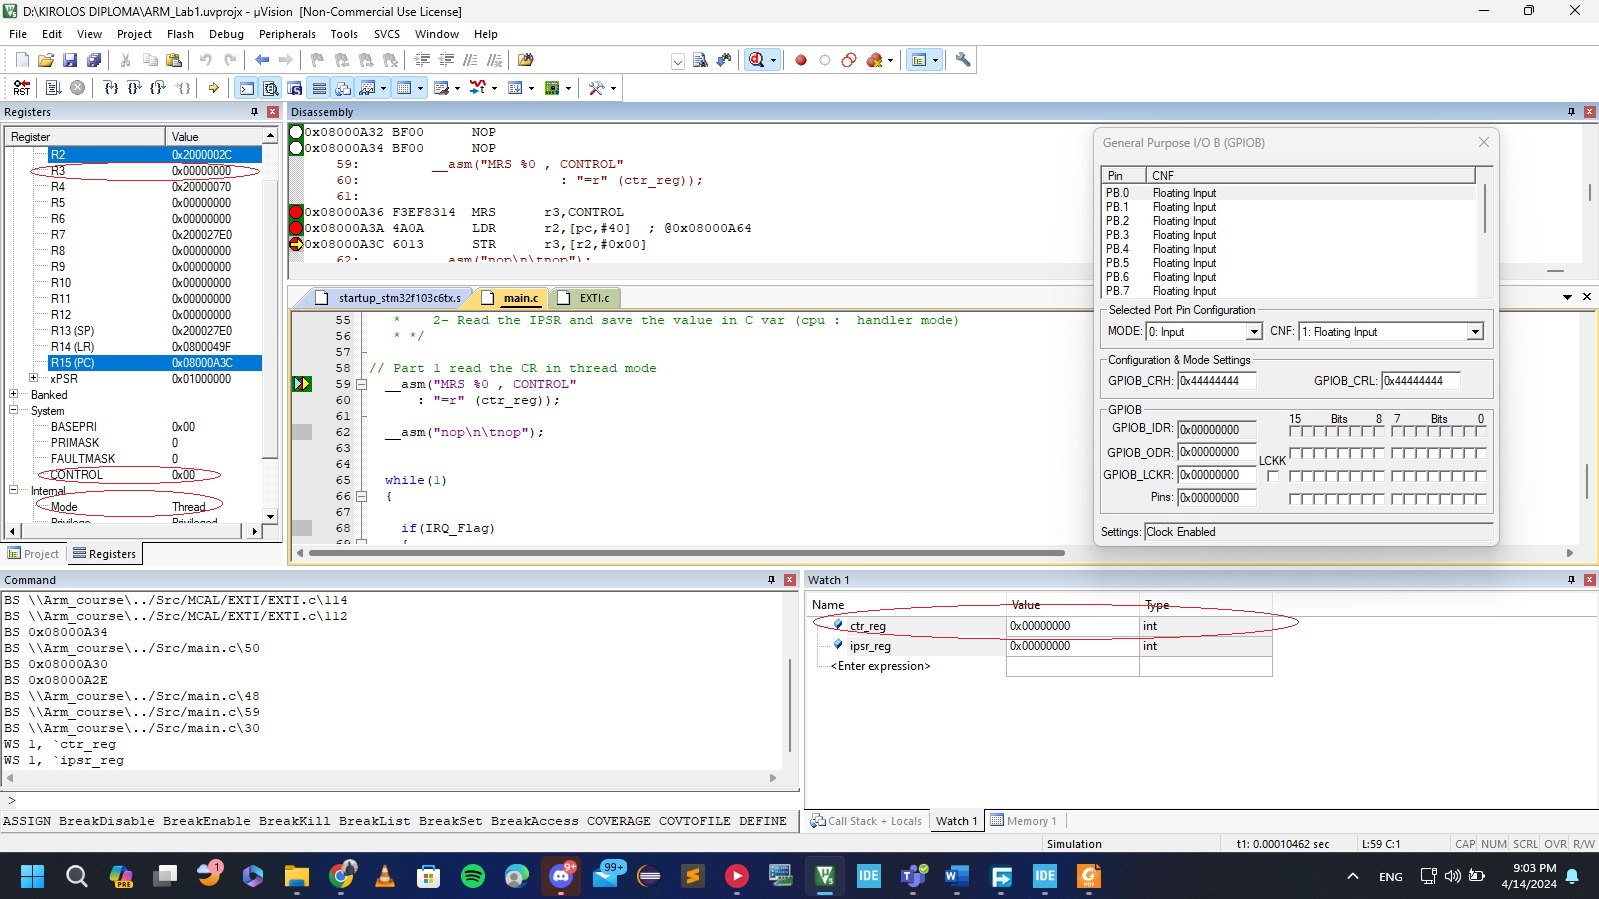 D:\KIROLOS DIPLOMA\ARM_Lab1.uvprojx - µVision  [Non-Commercial Use License]
File Edit View Project Flash Debug Peripherals Tools SVCS Window Help
RST
Registers
Register Value
R2 0x2000002C
R3 0x00000000
R4 0x20000070
R5 0x00000000
R6 0x00000000
R7 0x200027E0
R8 0x00000000
R9 0x00000000
R10 0x00000000
R11 0x00000000
R12 0x00000000
R13 (SP) 0x200027E0
R14 (LR) 0x0800049F
R15 (PC) 0x08000A3C
xPSR 0x01000000
Banked
System
BASEPRI 0x00
PRIMASK 0
FAULTMASK 0
CONTROL 0x00
Internal
Mode Thread
Privilege Privileged
Project Registers
Disassembly
0x08000A32 BF00 NOP
0x08000A34 BF00 NOP
59: __asm("MRS %0 , CONTROL"
60: : "=r" (ctr_reg));
61:
0x08000A36 F3EF8314 MRS r3,CONTROL
0x08000A3A 4A0A LDR r2,[pc,#40] ; @0x08000A64
0x08000A3C 6013 STR r3,[r2,#0x00]
62: __asm("nop\n\tnop");
startup_stm32f103c6tx.s main.c EXTI.c
55 * 2- Read the IPSR and save the value in C var (cpu : handler mode)
56 * */
57
58 // Part 1 read the CR in thread mode
59 __asm("MRS %0 , CONTROL"
60 : "=r" (ctr_reg));
61
62 __asm("nop\n\tnop");
63
64
65 while(1)
66 {
67
68 if(IRQ_Flag)
69 {
General Purpose I/O B (GPIOB)
Pin CNF
PB.0 Floating Input
PB.1 Floating Input
PB.2 Floating Input
PB.3 Floating Input
PB.4 Floating Input
PB.5 Floating Input
PB.6 Floating Input
PB.7 Floating Input
Selected Port Pin Configuration
MODE: 0: Input CNF: 1: Floating Input
Configuration & Mode Settings
GPIOB_CRH: 0x44444444 GPIOB_CRL: 0x44444444
GPIOB
15 Bits 8 7 Bits 0
GPIOB_IDR: 0x00000000
GPIOB_ODR: 0x00000000
LCKK
GPIOB_LCKR: 0x00000000
Pins: 0x00000000
Settings: Clock Enabled
Command
BS \\Arm_course\../Src/MCAL/EXTI/EXTI.c\114
BS \\Arm_course\../Src/MCAL/EXTI/EXTI.c\112
BS 0x08000A34
BS \\Arm_course\../Src/main.c\50
BS 0x08000A30
BS 0x08000A2E
BS \\Arm_course\../Src/main.c\48
BS \\Arm_course\../Src/main.c\59
BS \\Arm_course\../Src/main.c\30
WS 1, `ctr_reg
WS 1, `ipsr_reg
>
ASSIGN BreakDisable BreakEnable BreakKill BreakList BreakSet BreakAccess COVERAGE COVTOFILE DEFINE
Watch 1
Name Value Type
ctr_reg 0x00000000 int
ipsr_reg 0x00000000 int
<Enter expression>
Call Stack + Locals Watch 1 Memory 1
Simulation t1: 0.00010462 sec L:59 C:1 CAP NUM SCRL OVR R/W
PRE 1 9+ 99+ IDE IDE
ENG
9:03 PM
4/14/2024